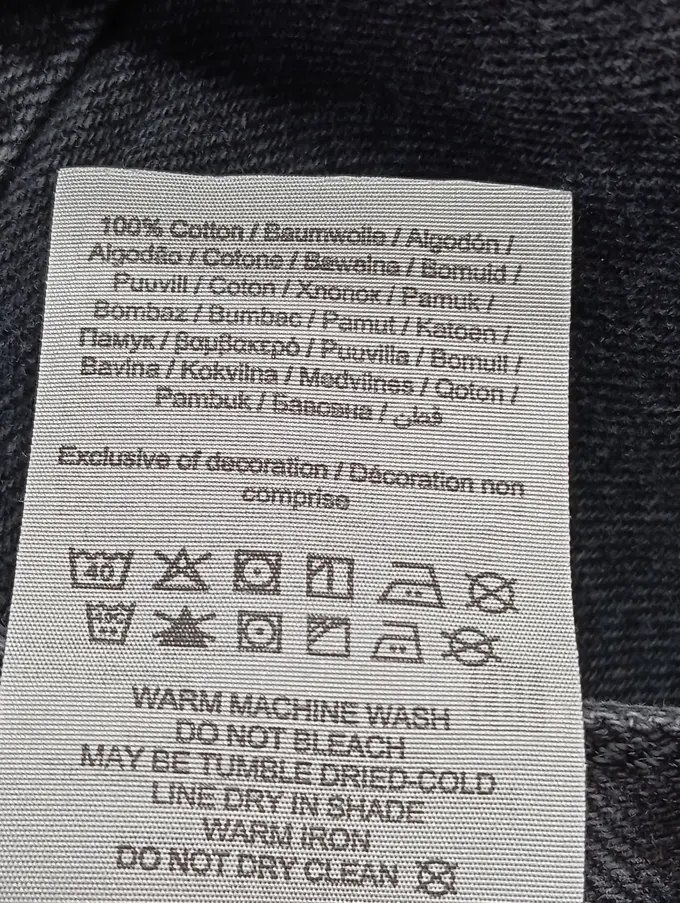 100% Cotton / Baumwolle / Algodón /
Algodão / Cotone / Bawełna / Bomuld /
Puuvill / Coton / Хлопок / Pamuk /
Bombaž / Bumbac / Pamut / Katoen /
Памук / βαμβακερό / Puuvilla / Bomull /
Bavlna / Kokvilna / Medvilnės / Qoton /
Pambuk / Бавовна / قطن
Exclusive of decoration / Décoration non
comprise
40
WARM MACHINE WASH
DO NOT BLEACH
MAY BE TUMBLE DRIED-COLD
LINE DRY IN SHADE
WARM IRON
DO NOT DRY CLEAN